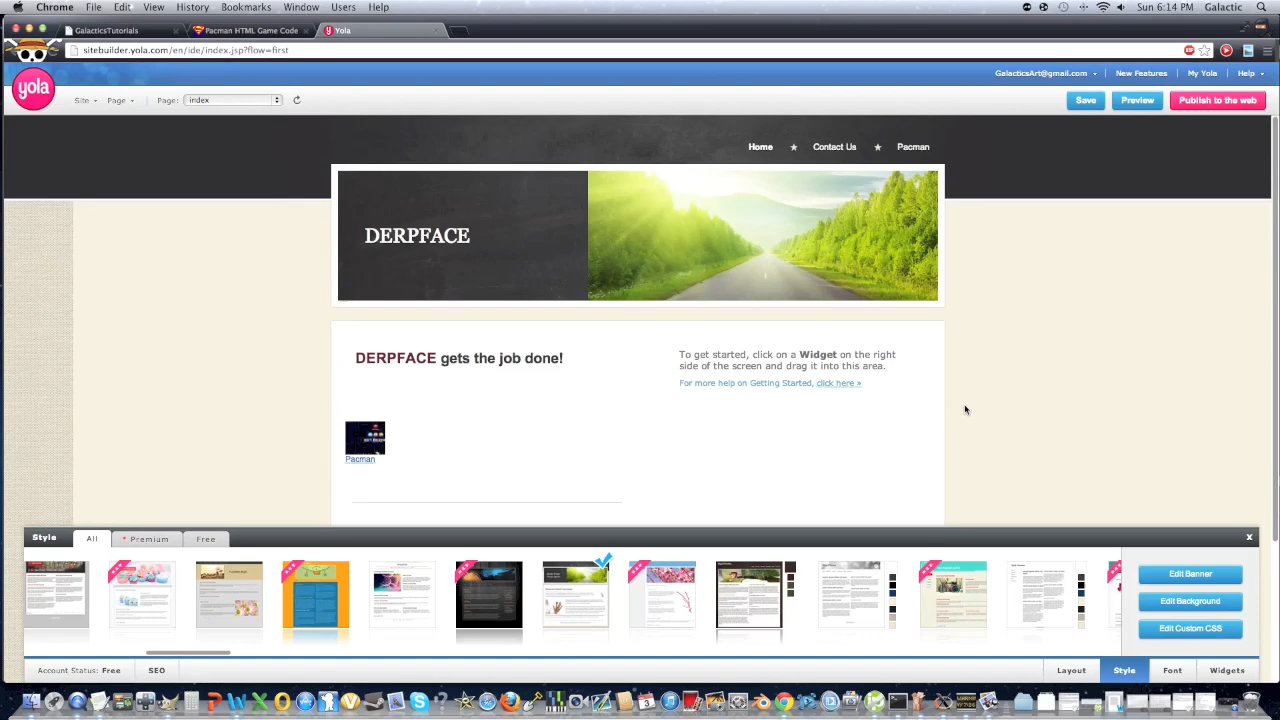 Chrome File Edit View History Bookmarks Window Users Help Sun 6:14 PM Galactic
GalacticsTutorials Pacman HTML Game Code Yola
sitebuilder.yola.com/en/ide/index.jsp?flow=first
yola
GalacticsArt@gmail.com New Features My Yola Help
Site Page Page: index Save Preview Publish to the web
Home Contact Us Pacman
DERPFACE
DERPFACE gets the job done!
To get started, click on a Widget on the right
side of the screen and drag it into this area.
For more help on Getting Started, click here »
Pacman
Style All * Premium Free x
Edit Banner
Edit Background
Edit Custom CSS
Account Status: Free SEO Layout Style Font Widgets